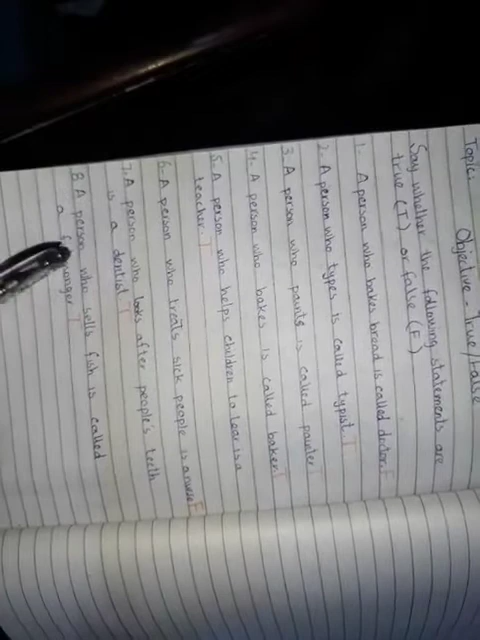 Topic:
Objective - True/False
Say whether the following statements are
true (T) or false (F)
1- A person who bakes bread is called doctor. F
2- A person who types is called typist. T
3- A person who paints is called painter T
4- A person who bakes is called baker. T
5- A person who helps children to lear is a
teacher. T
6- A person who treats sick people is a nurse F
7- A person who looks after people's teeth
is a dentist T
8- A person who sells fish is called
a monger T